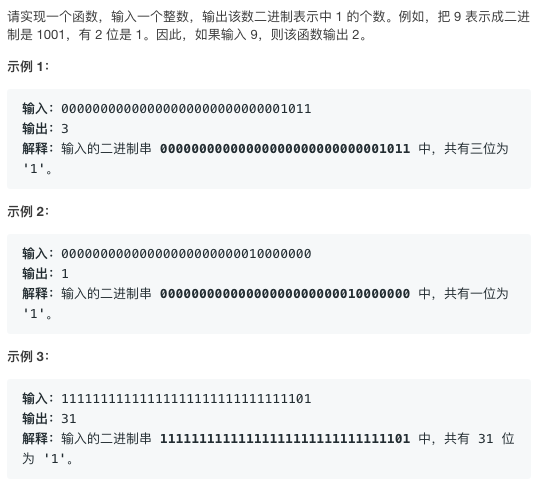 请实现一个函数，输入一个整数，输出该数二进制表示中 1 的个数。例如，把 9 表示成二进
制是 1001，有 2 位是 1。因此，如果输入 9，则该函数输出 2。
示例 1：
输入：00000000000000000000000000001011
输出：3
解释：输入的二进制串 00000000000000000000000000001011 中，共有三位为
'1'。
示例 2：
输入：00000000000000000000000010000000
输出：1
解释：输入的二进制串 00000000000000000000000010000000 中，共有一位为
'1'。
示例 3：
输入：11111111111111111111111111111101
输出：31
解释：输入的二进制串 11111111111111111111111111111101 中，共有 31 位
为 '1'。